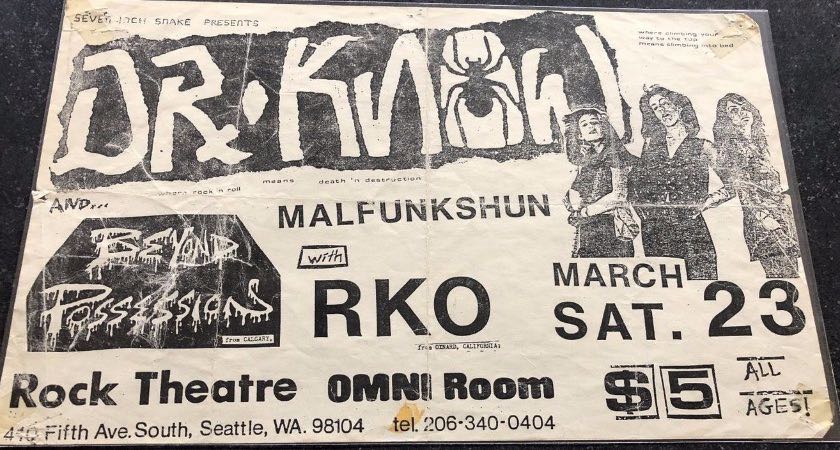 SEVEN INCH SNAKE PRESENTS
where climbing your
way to the top
means climbing into bed
DR. KNOW
where rock n roll means death 'n destruction
AND...
BEYOND
POSSESSION
from CALGARY,
MALFUNKSHUN
with
RKO
from OXNARD, CALIFORNIA;
MARCH
SAT. 23
Rock Theatre OMNI Room
$5
ALL
AGES!
410 Fifth Ave. South, Seattle, WA. 98104 tel. 206-340-0404